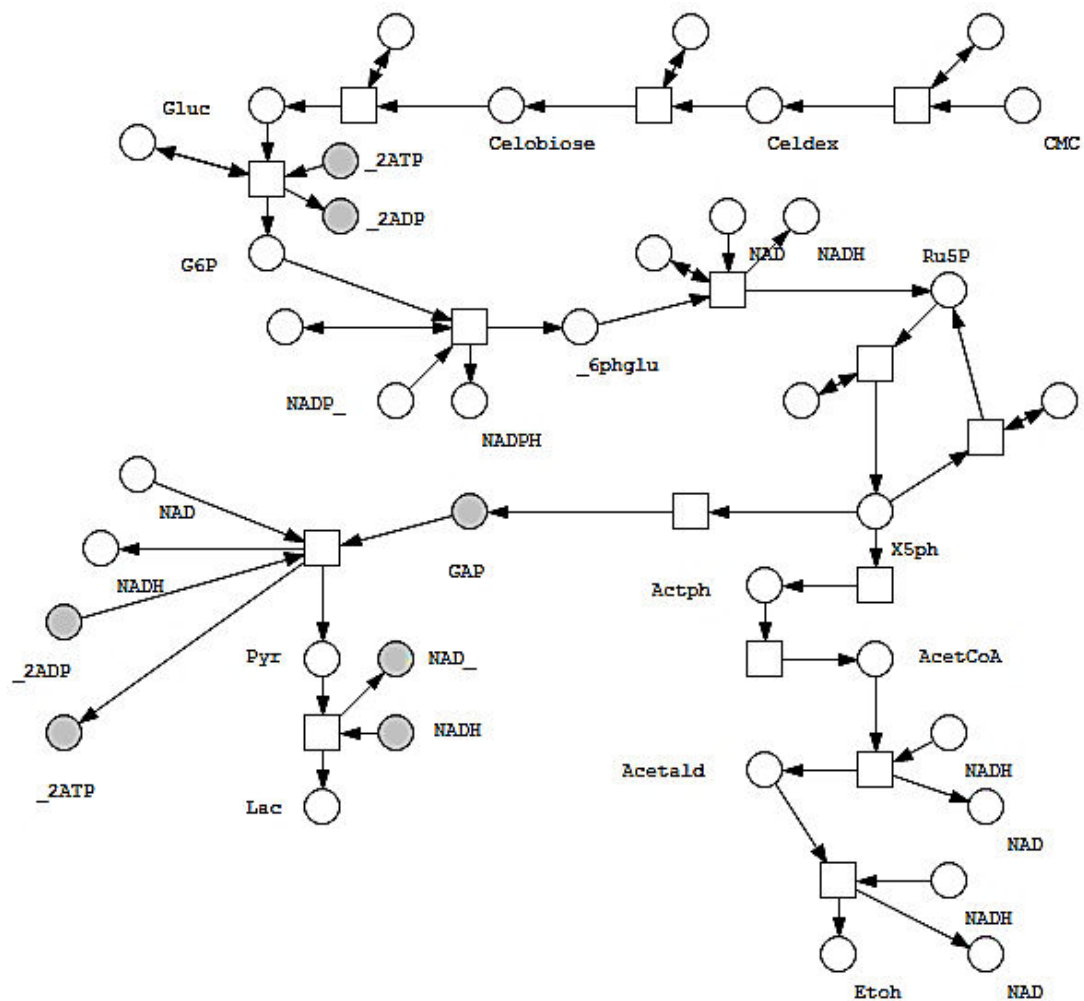 Gluc
Celobiose
Celdex
CMC
_2ATP
_2ADP
G6P
NAD
NADH
Ru5P
_6phglu
NADP_
NADPH
NAD
X5ph
GAP
NADH
Actph
_2ADP
Pyr
NAD_
AcetCoA
NADH
Acetald
NADH
_2ATP
Lac
NAD
NADH
Etoh
NAD